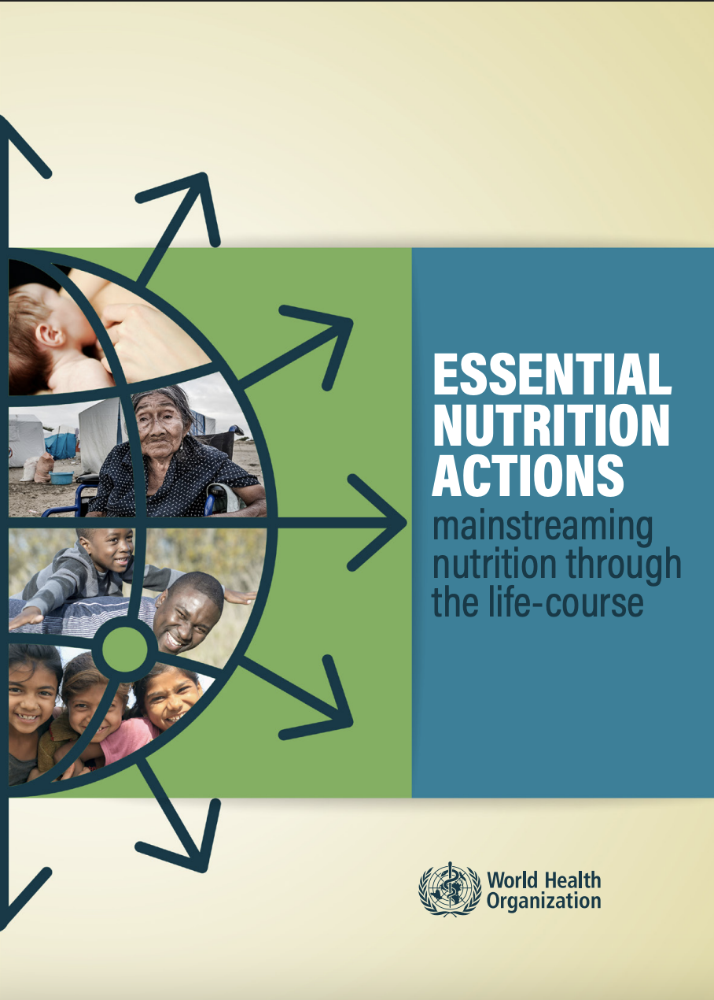 ESSENTIAL
NUTRITION
ACTIONS
mainstreaming
nutrition through
the life-course
World Health
Organization